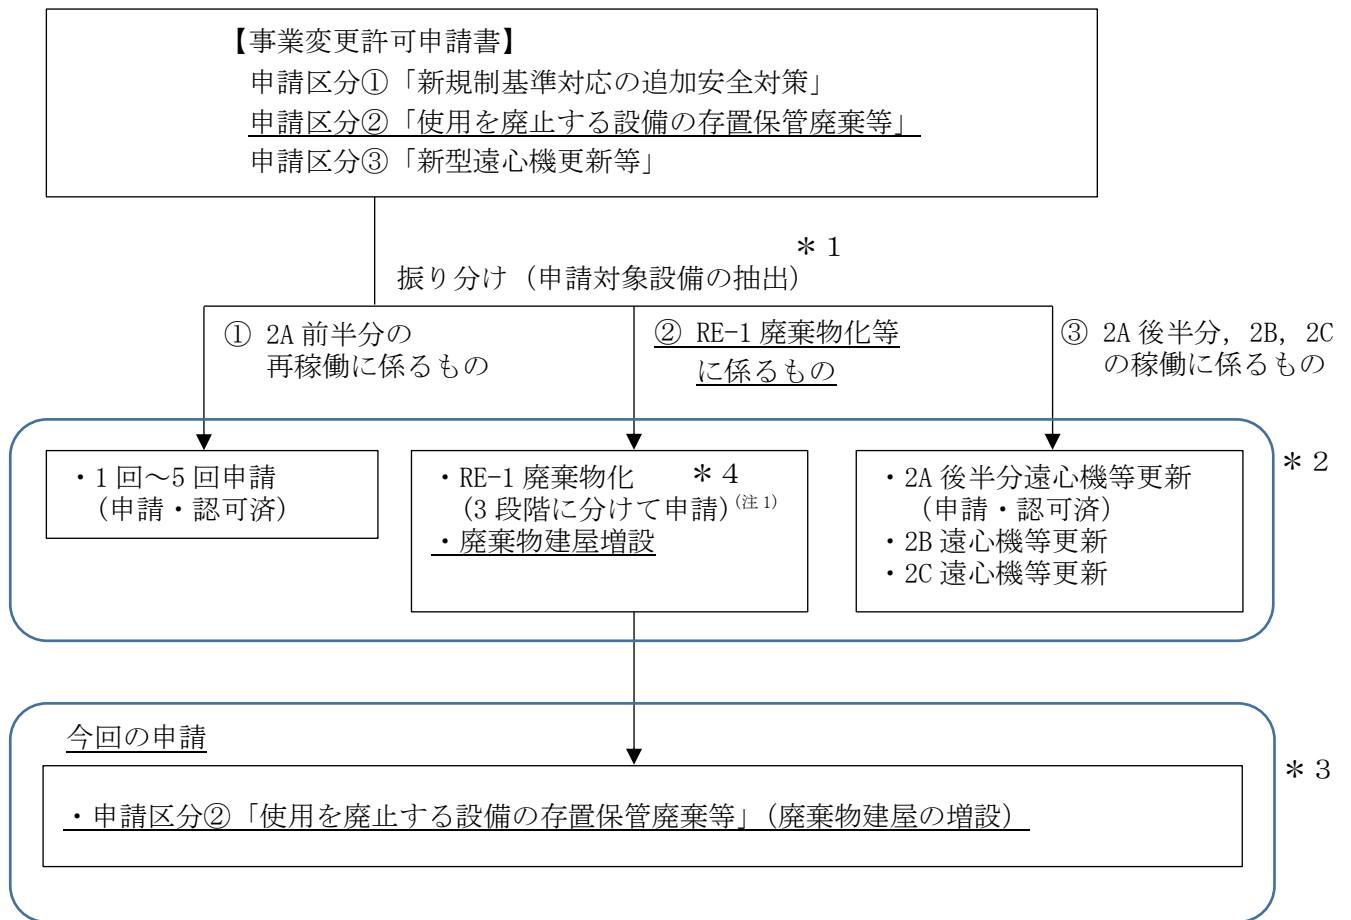 【事業変更許可申請書】
申請区分①「新規制基準対応の追加安全対策」
申請区分②「使用を廃止する設備の存置保管廃棄等」
申請区分③「新型遠心機更新等」
＊１
振り分け（申請対象設備の抽出）
① 2A 前半分の
再稼働に係るもの
② RE-1 廃棄物化等
に係るもの
③ 2A 後半分，2B，2C
の稼働に係るもの
＊２
・1 回～5 回申請
（申請・認可済）
・RE-1 廃棄物化 ＊４
（3 段階に分けて申請）(注 1)
・廃棄物建屋増設
・2A 後半分遠心機等更新
（申請・認可済）
・2B 遠心機等更新
・2C 遠心機等更新
今回の申請
＊３
・申請区分②「使用を廃止する設備の存置保管廃棄等」（廃棄物建屋の増設）